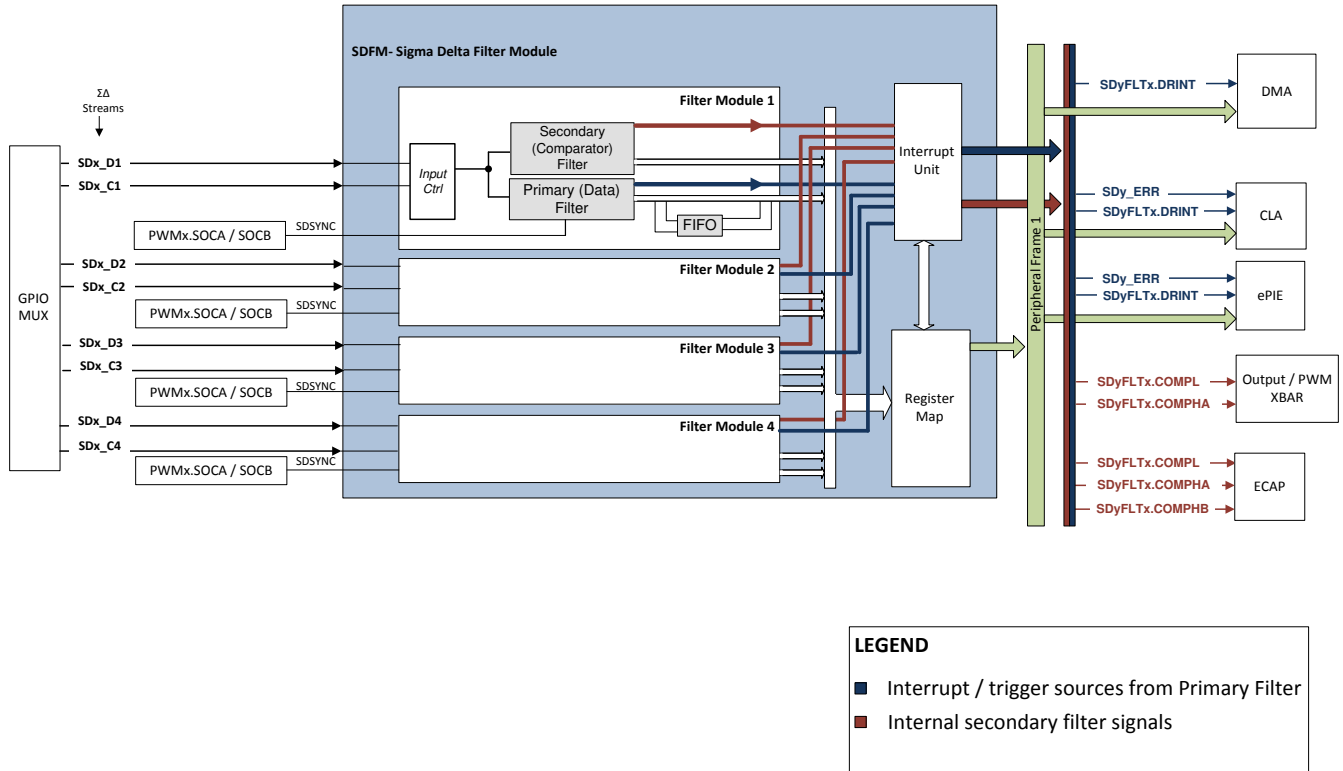 SDFM- Sigma Delta Filter Module
ΣΔ
Streams
GPIO
MUX
SDx_D1
SDx_C1
PWMx.SOCA / SOCB
SDSYNC
SDx_D2
SDx_C2
PWMx.SOCA / SOCB
SDSYNC
SDx_D3
SDx_C3
PWMx.SOCA / SOCB
SDSYNC
SDx_D4
SDx_C4
PWMx.SOCA / SOCB
SDSYNC
Filter Module 1
Input
Ctrl
Secondary
(Comparator)
Filter
Primary (Data)
Filter
FIFO
Filter Module 2
Filter Module 3
Filter Module 4
Interrupt
Unit
Register
Map
Peripheral Frame 1
SDyFLTx.DRINT
DMA
SDy_ERR
SDyFLTx.DRINT
CLA
SDy_ERR
SDyFLTx.DRINT
ePIE
SDyFLTx.COMPL
SDyFLTx.COMPHA
Output / PWM
XBAR
SDyFLTx.COMPL
SDyFLTx.COMPHA
SDyFLTx.COMPHB
ECAP
LEGEND
Interrupt / trigger sources from Primary Filter
Internal secondary filter signals